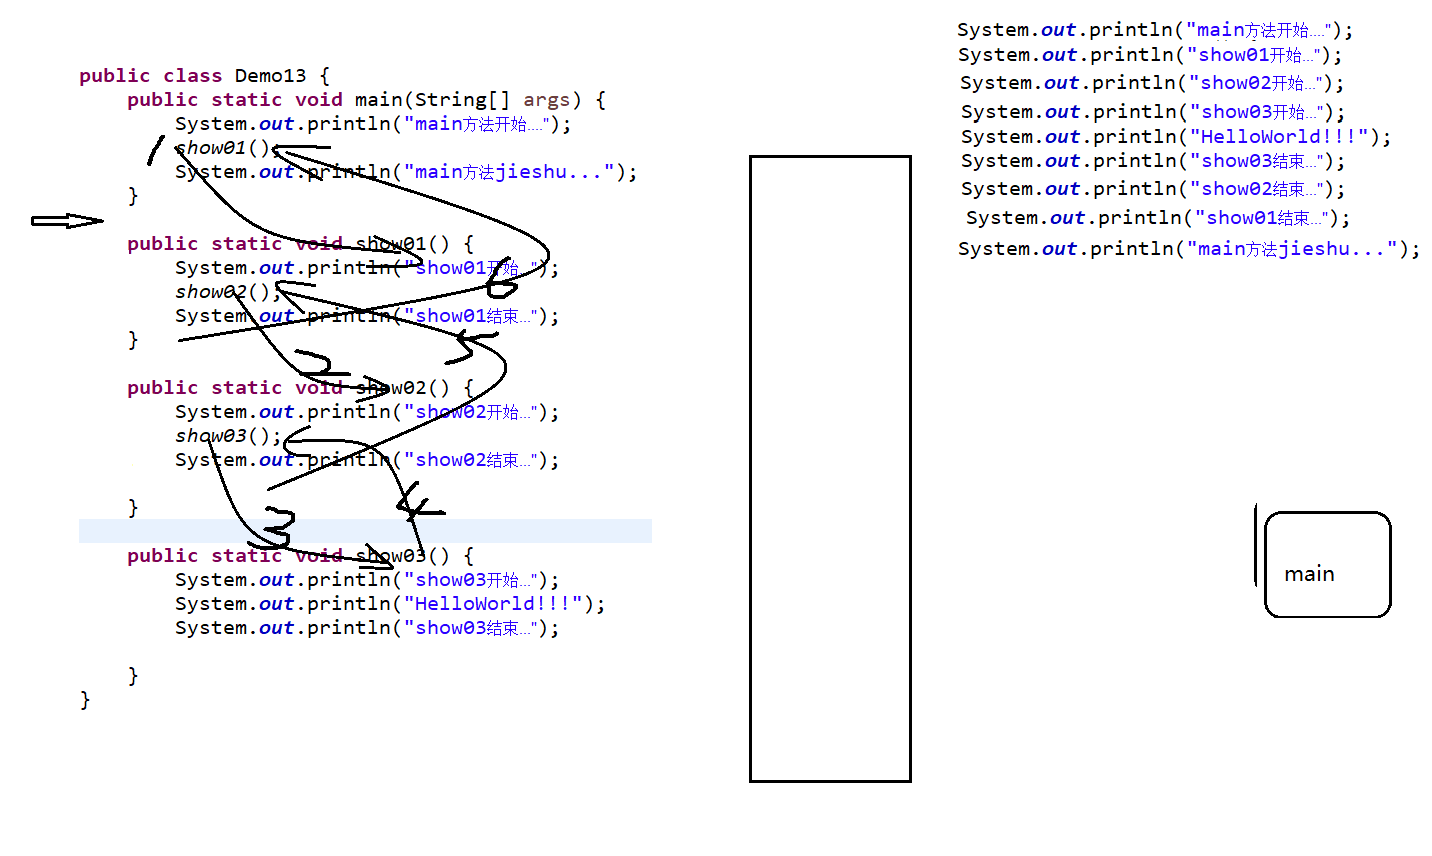 public class Demo13 {
public static void main(String[] args) {
System.out.println("main方法开始....");
show01();
System.out.println("main方法jieshu...");
}
public static void show01() {
System.out.println("show01开始...");
show02();
System.out.println("show01结束...");
}
public static void show02() {
System.out.println("show02开始...");
show03();
System.out.println("show02结束...");
}
public static void show03() {
System.out.println("show03开始...");
System.out.println("HelloWorld!!!");
System.out.println("show03结束...");
}
}
1
2
3
4
5
6
System.out.println("main方法开始....");
System.out.println("show01开始...");
System.out.println("show02开始...");
System.out.println("show03开始...");
System.out.println("HelloWorld!!!");
System.out.println("show03结束...");
System.out.println("show02结束...");
System.out.println("show01结束...");
System.out.println("main方法jieshu...");
main